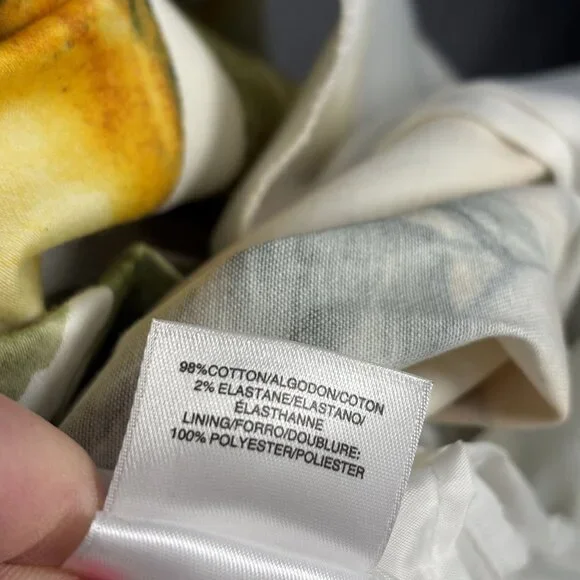 98%COTTON/ALGODON/COTON
2% ELASTANE/ELASTANO/
ÉLASTHANNE
LINING/FORRO/DOUBLURE:
100% POLYESTER/POLIESTER